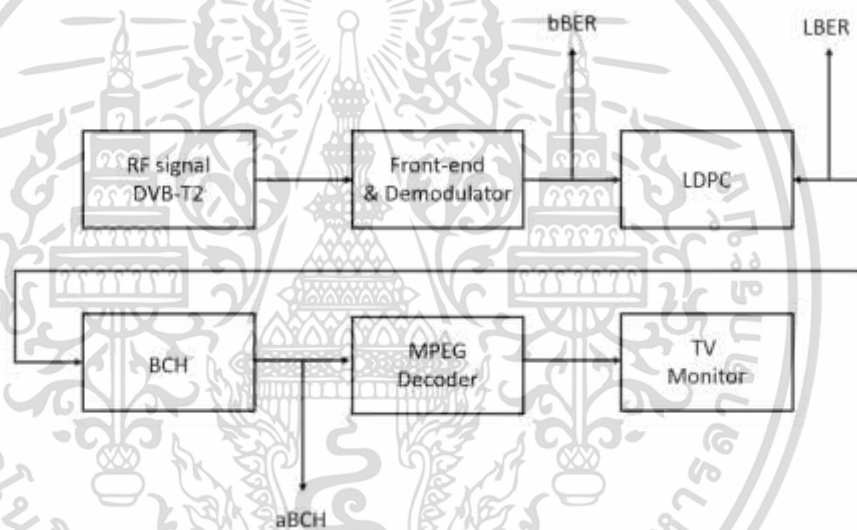 bBER
LBER
RF signal
DVB-T2
Front-end
& Demodulator
LDPC
BCH
MPEG
Decoder
TV
Monitor
aBCH